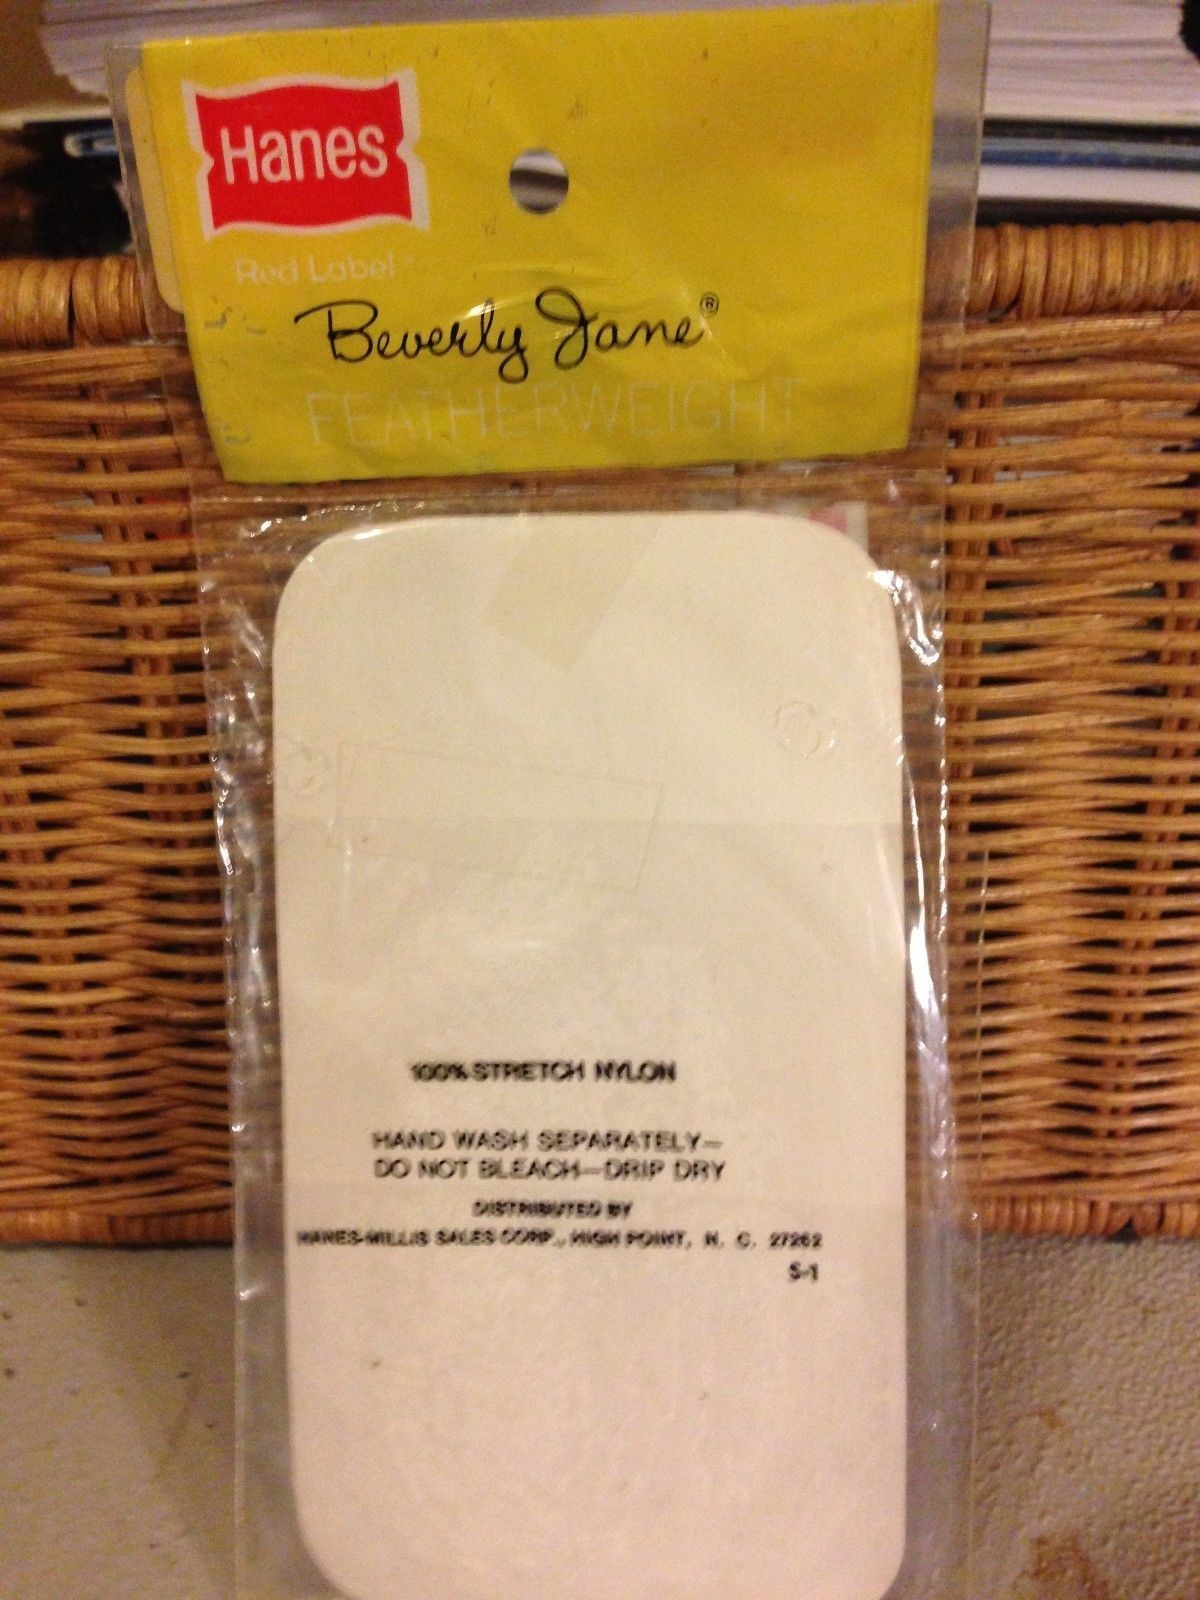 Hanes
Red Label
Beverly Jane®
FEATHERWEIGHT
100% STRETCH NYLON
HAND WASH SEPARATELY—
DO NOT BLEACH—DRIP DRY
DISTRIBUTED BY
HANES-MILLIS SALES CORP., HIGH POINT, N. C. 27262
S-1